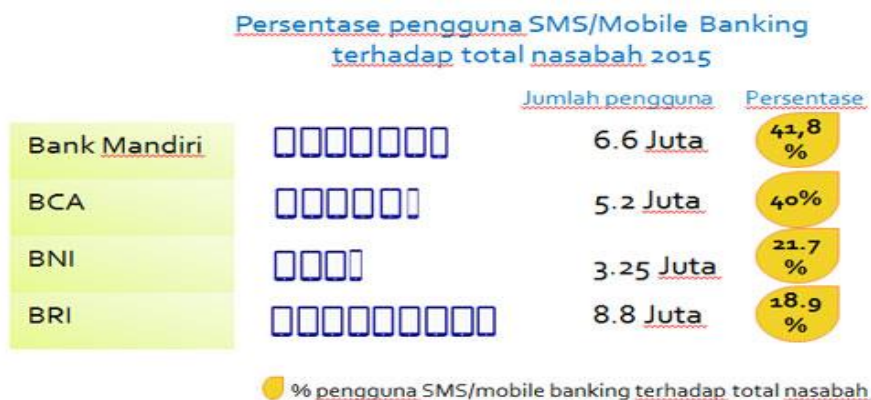 Persentase pengguna SMS/Mobile Banking
terhadap total nasabah 2015
Jumlah pengguna Persentase
Bank Mandiri 6.6 Juta 41,8
%
BCA 5.2 Juta 40%
BNI 3.25 Juta 21.7
%
BRI 8.8 Juta 18.9
%
% pengguna SMS/mobile banking terhadap total nasabah